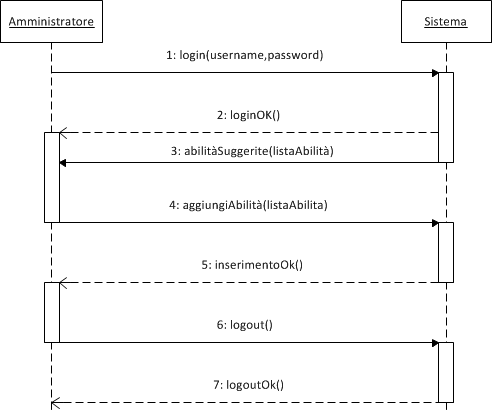 Amministratore
Sistema
1: login(username,password)
2: loginOK()
3: abilitàSuggerite(listaAbilità)
4: aggiungiAbilità(listaAbilita)
5: inserimentoOk()
6: logout()
7: logoutOk()